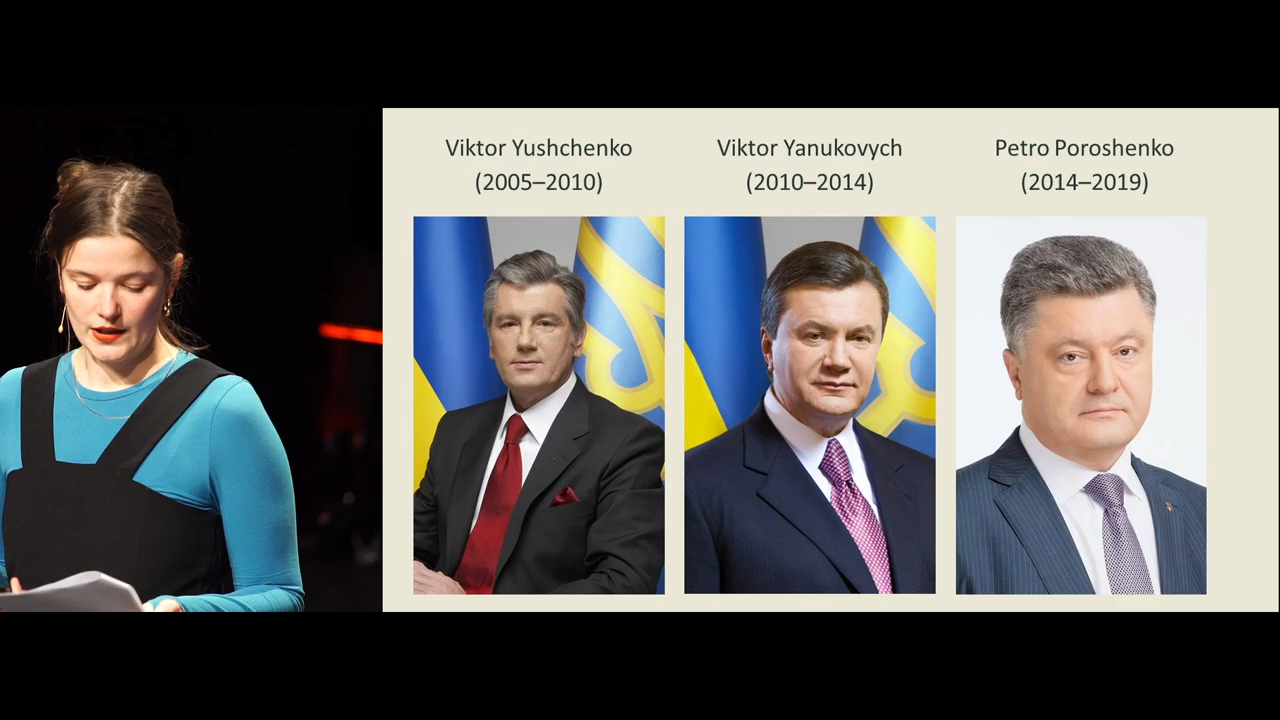 Viktor Yushchenko
(2005–2010)
Viktor Yanukovych
(2010–2014)
Petro Poroshenko
(2014–2019)